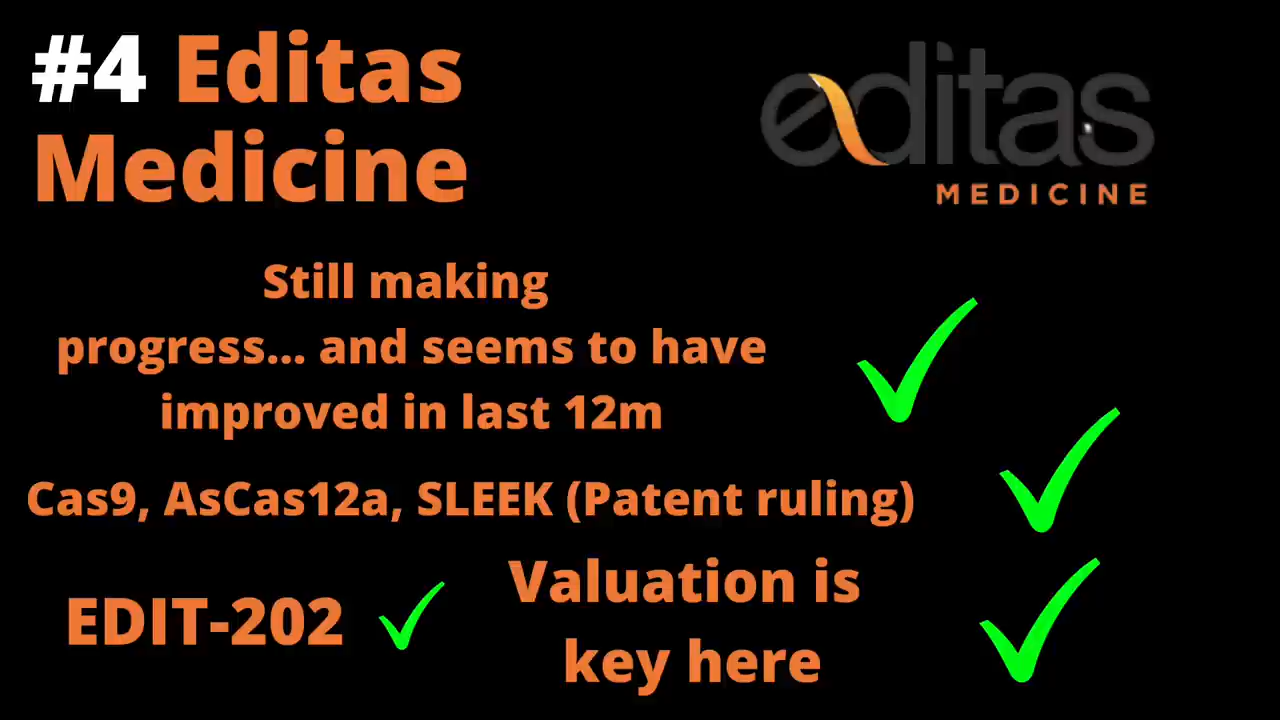 #4 Editas
Medicine
editas
MEDICINE
Still making
progress... and seems to have
improved in last 12m
Cas9, AsCas12a, SLEEK (Patent ruling)
EDIT-202
Valuation is
key here